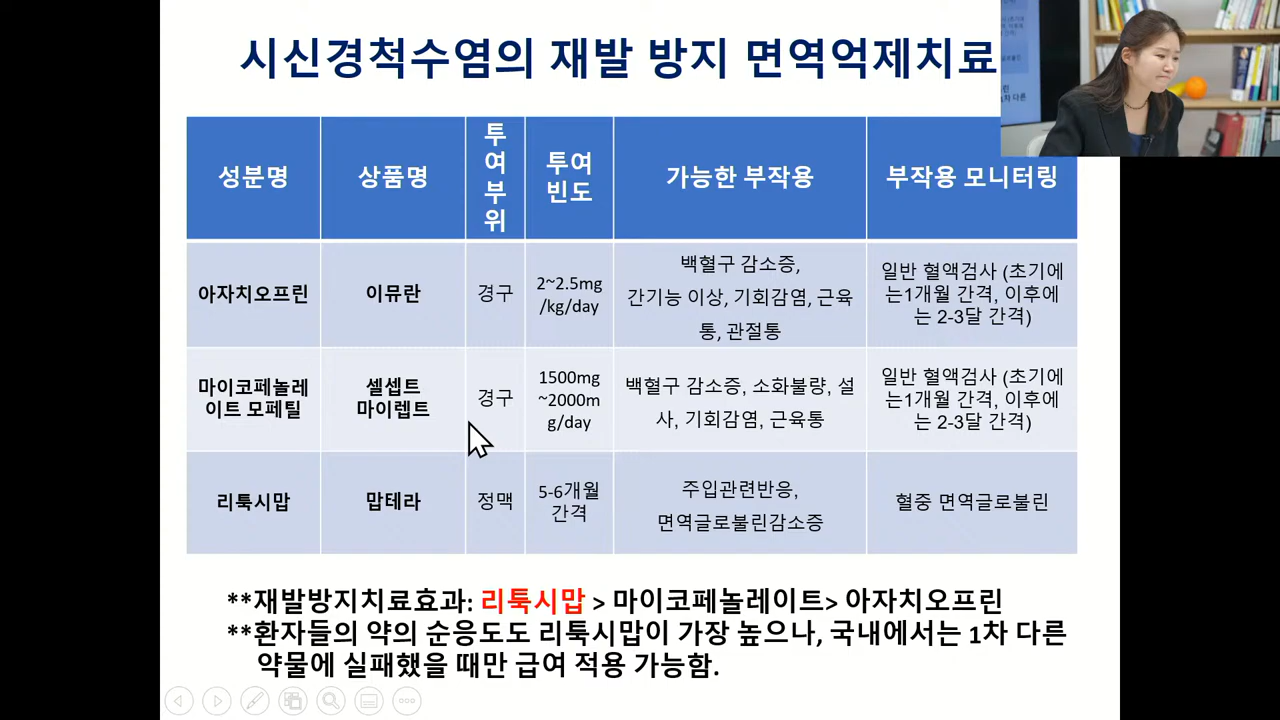 시신경척수염의 재발 방지 면역억제치료
성분명
상품명
투
여
부
위
투여
빈도
가능한 부작용
부작용 모니터링
아자치오프린
이뮤란
경구
2~2.5mg
/kg/day
백혈구 감소증,
간기능 이상, 기회감염, 근육
통, 관절통
일반 혈액검사 (초기에
는1개월 간격, 이후에
는 2-3달 간격)
마이코페놀레
이트 모페틸
셀셉트
마이렙트
경구
1500mg
~2000m
g/day
백혈구 감소증, 소화불량, 설
사, 기회감염, 근육통
일반 혈액검사 (초기에
는1개월 간격, 이후에
는 2-3달 간격)
리툭시맙
맙테라
정맥
5-6개월
간격
주입관련반응,
면역글로불린감소증
혈중 면역글로불린
**재발방지치료효과: 리툭시맙 > 마이코페놀레이트> 아자치오프린
**환자들의 약의 순응도도 리툭시맙이 가장 높으나, 국내에서는 1차 다른
약물에 실패했을 때만 급여 적용 가능함.